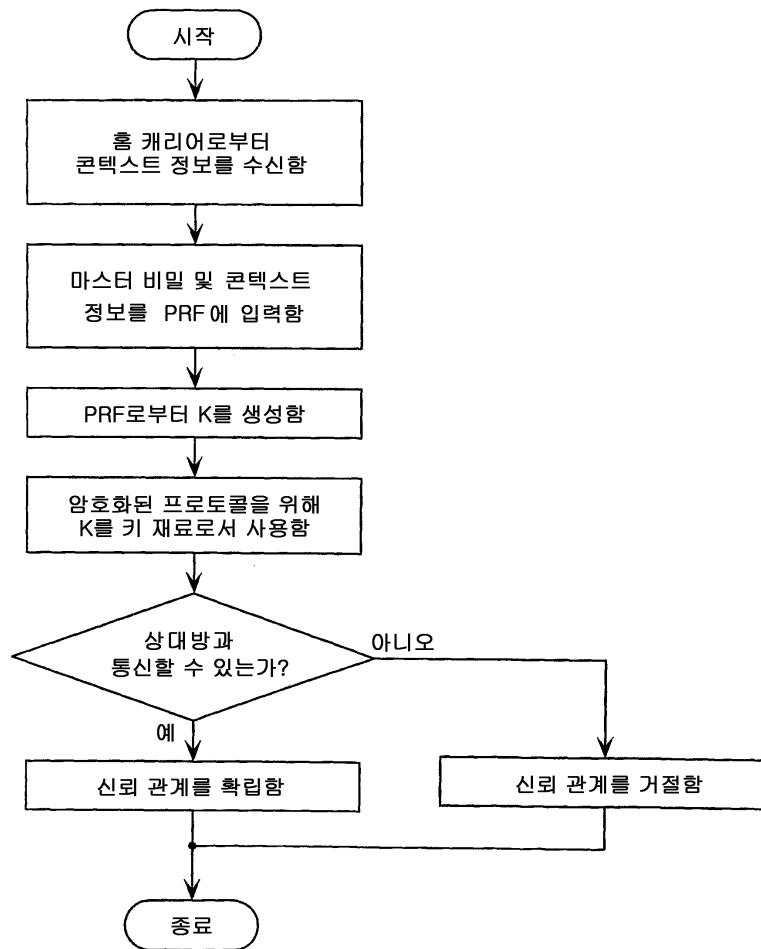 시작
홈 캐리어로부터
콘텍스트 정보를 수신함
마스터 비밀 및 콘텍스트
정보를 PRF에 입력함
PRF로부터 K를 생성함
암호화된 프로토콜을 위해
K를 키 재료로서 사용함
상대방과
통신할 수 있는가?
아니오
예
신뢰 관계를 확립함
신뢰 관계를 거절함
종료